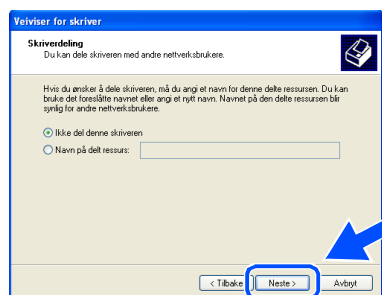 Veiviser for skriver
Skriverdeling
Du kan dele skriveren med andre nettverksbrukere.
Hvis du ønsker å dele skriveren, må du angi et navn for denne delte ressursen. Du kan
bruke det foreslåtte navnet eller angi et nytt navn. Navnet på den delte ressursen blir
synlig for andre nettverksbrukere.
Ikke del denne skriveren
Navn på delt ressurs:
< Tilbake
Neste >
Avbryt